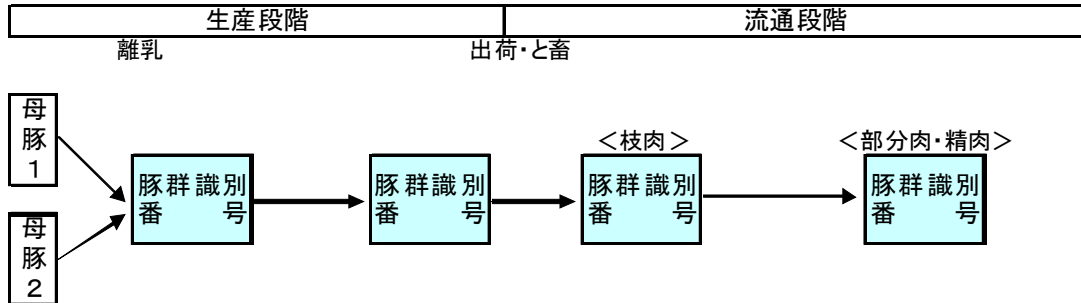 生産段階
流通段階
離乳
出荷・と畜
母豚1
母豚2
豚群識別
番号
豚群識別
番号
＜枝肉＞
豚群識別
番号
＜部分肉・精肉＞
豚群識別
番号